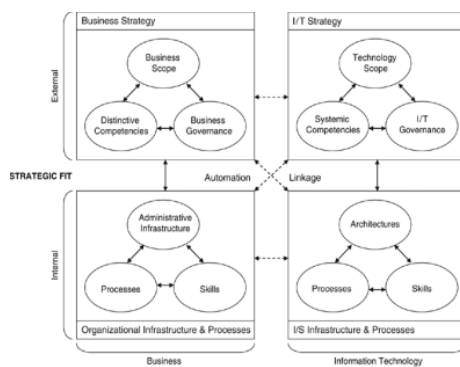 Business Strategy
I/T Strategy
External
Business
Scope
Distinctive
Competencies
Business
Governance
Technology
Scope
Systemic
Competencies
I/T
Governance
STRATEGIC FIT
Automation
Linkage
Internal
Administrative
Infrastructure
Processes
Skills
Organizational Infrastructure & Processes
Architectures
Processes
Skills
I/S Infrastructure & Processes
Business
Information Technology